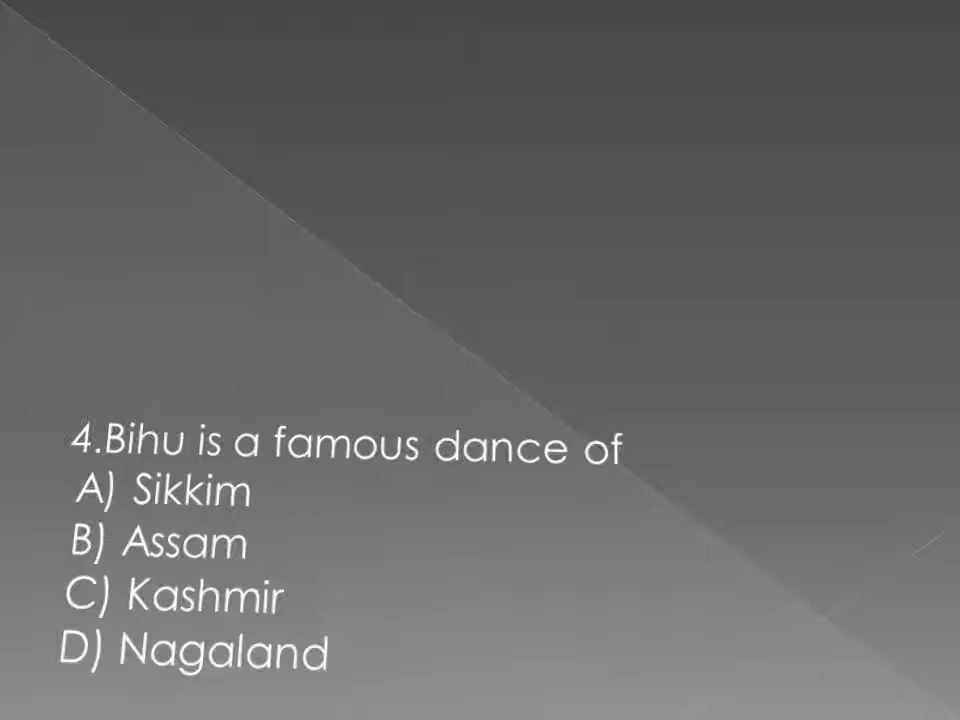 4.Bihu is a famous dance of
A) Sikkim
B) Assam
C) Kashmir
D) Nagaland